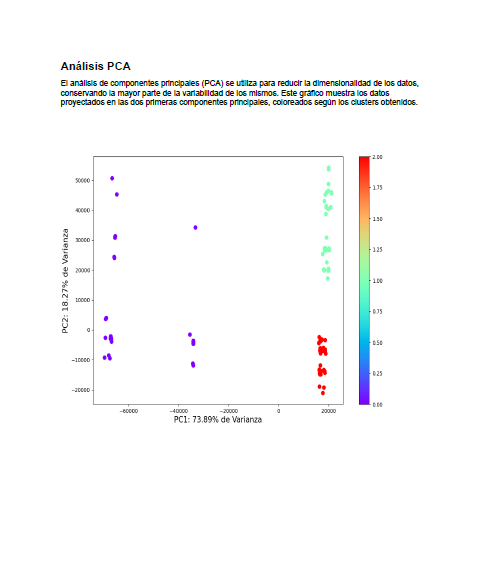 Análisis PCA
El análisis de componentes principales (PCA) se utiliza para reducir la dimensionalidad de los datos,
conservando la mayor parte de la variabilidad de los mismos. Este gráfico muestra los datos
proyectados en las dos primeras componentes principales, coloreados según los clusters obtenidos.
50000
40000
30000
20000
10000
0
−10000
−20000
PC2: 18.27% de Varianza
−60000 −40000 −20000 0 20000
PC1: 73.89% de Varianza
2.00
1.75
1.50
1.25
1.00
0.75
0.50
0.25
0.00